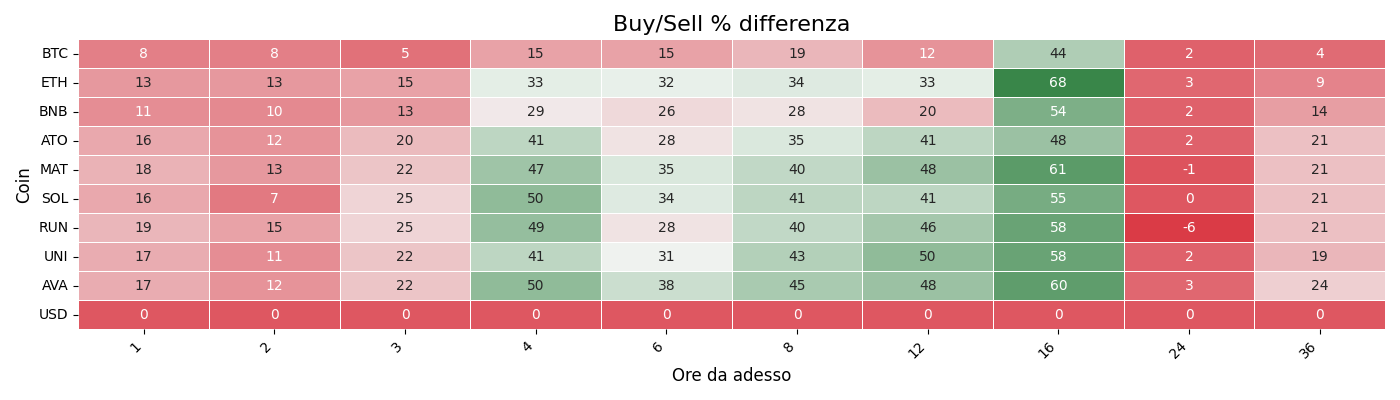 Buy/Sell % differenza
BTC 8 8 5 15 15 19 12 44 2 4
ETH 13 13 15 33 32 34 33 68 3 9
BNB 11 10 13 29 26 28 20 54 2 14
ATO 16 12 20 41 28 35 41 48 2 21
MAT 18 13 22 47 35 40 48 61 -1 21
SOL 16 7 25 50 34 41 41 55 0 21
RUN 19 15 25 49 28 40 46 58 -6 21
UNI 17 11 22 41 31 43 50 58 2 19
AVA 17 12 22 50 38 45 48 60 3 24
USD 0 0 0 0 0 0 0 0 0 0
Coin
1 2 3 4 6 8 12 16 24 36
Ore da adesso